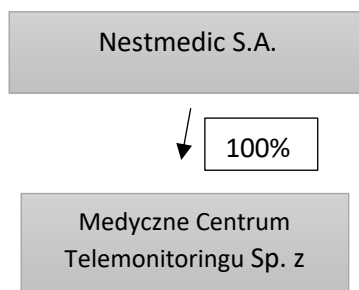 Nestmedic S.A.
100%
Medyczne Centrum
Telemonitoringu Sp. z